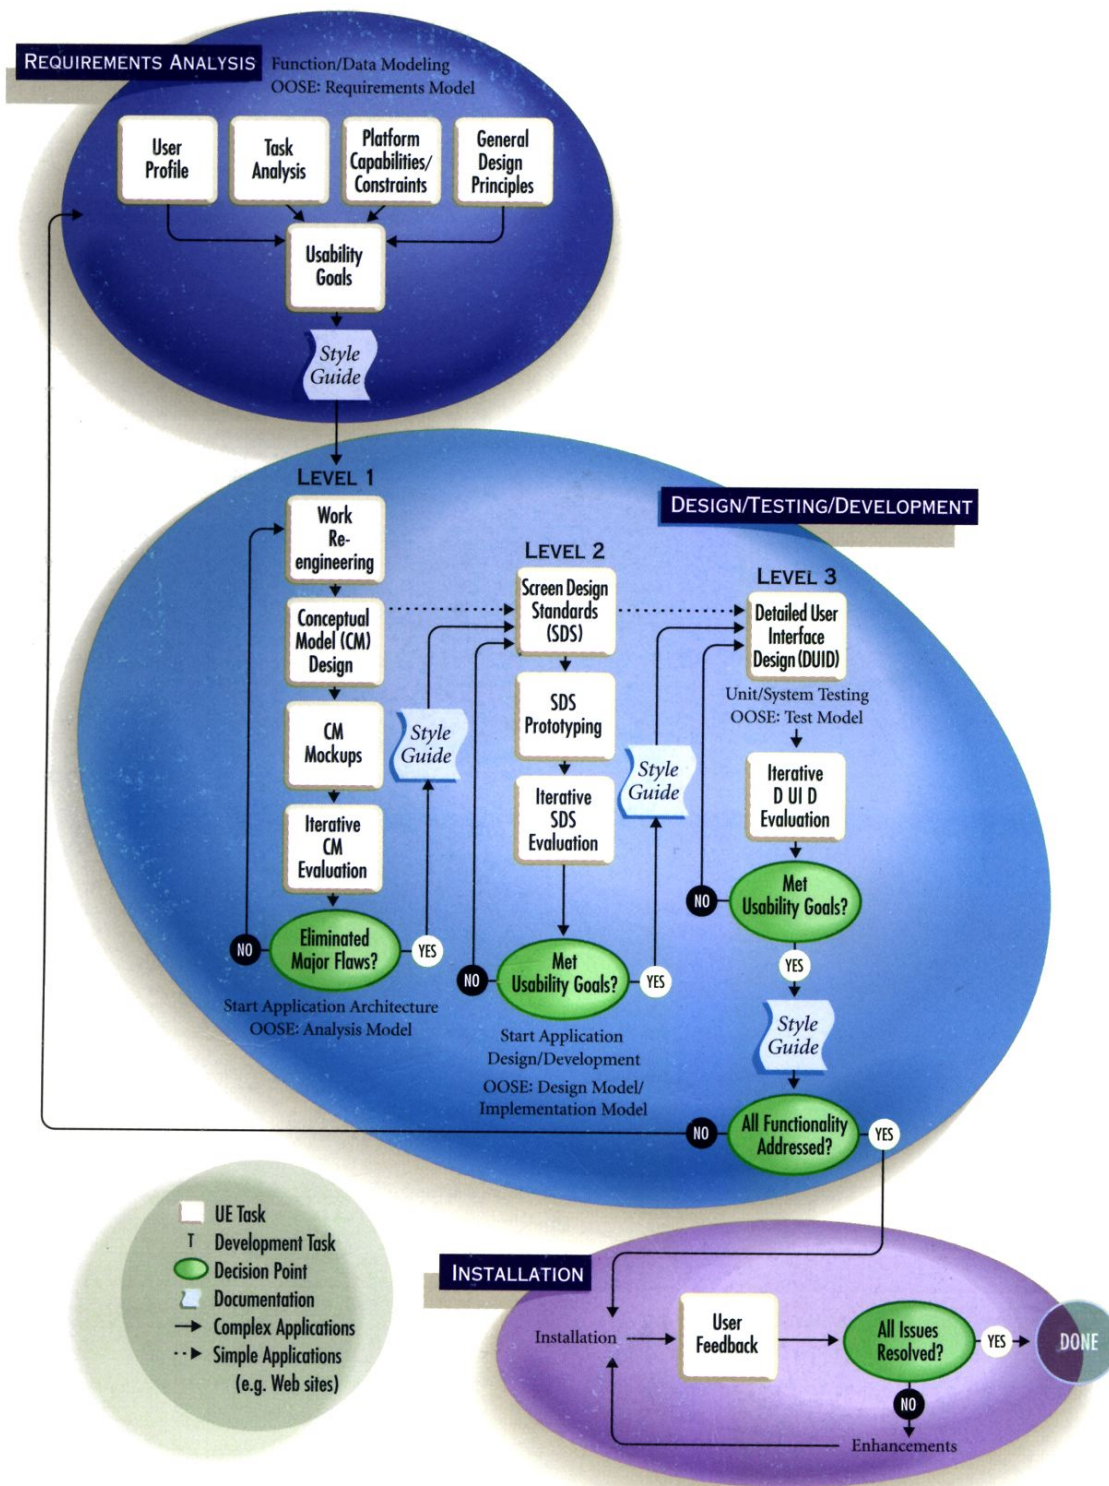 REQUIREMENTS ANALYSIS
Function/Data Modeling
OOSE: Requirements Model
User
Profile
Task
Analysis
Platform
Capabilities/
Constraints
General
Design
Principles
Usability
Goals
Style
Guide
DESIGN/TESTING/DEVELOPMENT
LEVEL 1
Work
Re-
engineering
Conceptual
Model (CM)
Design
CM
Mockups
Iterative
CM
Evaluation
Eliminated
Major Flaws?
NO
YES
Start Application Architecture
OOSE: Analysis Model
Style
Guide
LEVEL 2
Screen Design
Standards
(SDS)
SDS
Prototyping
Iterative
SDS
Evaluation
Met
Usability Goals?
NO
YES
Start Application
Design/Development
OOSE: Design Model/
Implementation Model
Style
Guide
LEVEL 3
Detailed User
Interface
Design (DUID)
Unit/System Testing
OOSE: Test Model
Iterative
D UI D
Evaluation
Met
Usability Goals?
NO
YES
Style
Guide
All Functionality
Addressed?
NO
YES
UE Task
T Development Task
Decision Point
Documentation
Complex Applications
Simple Applications
(e.g. Web sites)
INSTALLATION
Installation
User
Feedback
All Issues
Resolved?
YES
DONE
NO
Enhancements